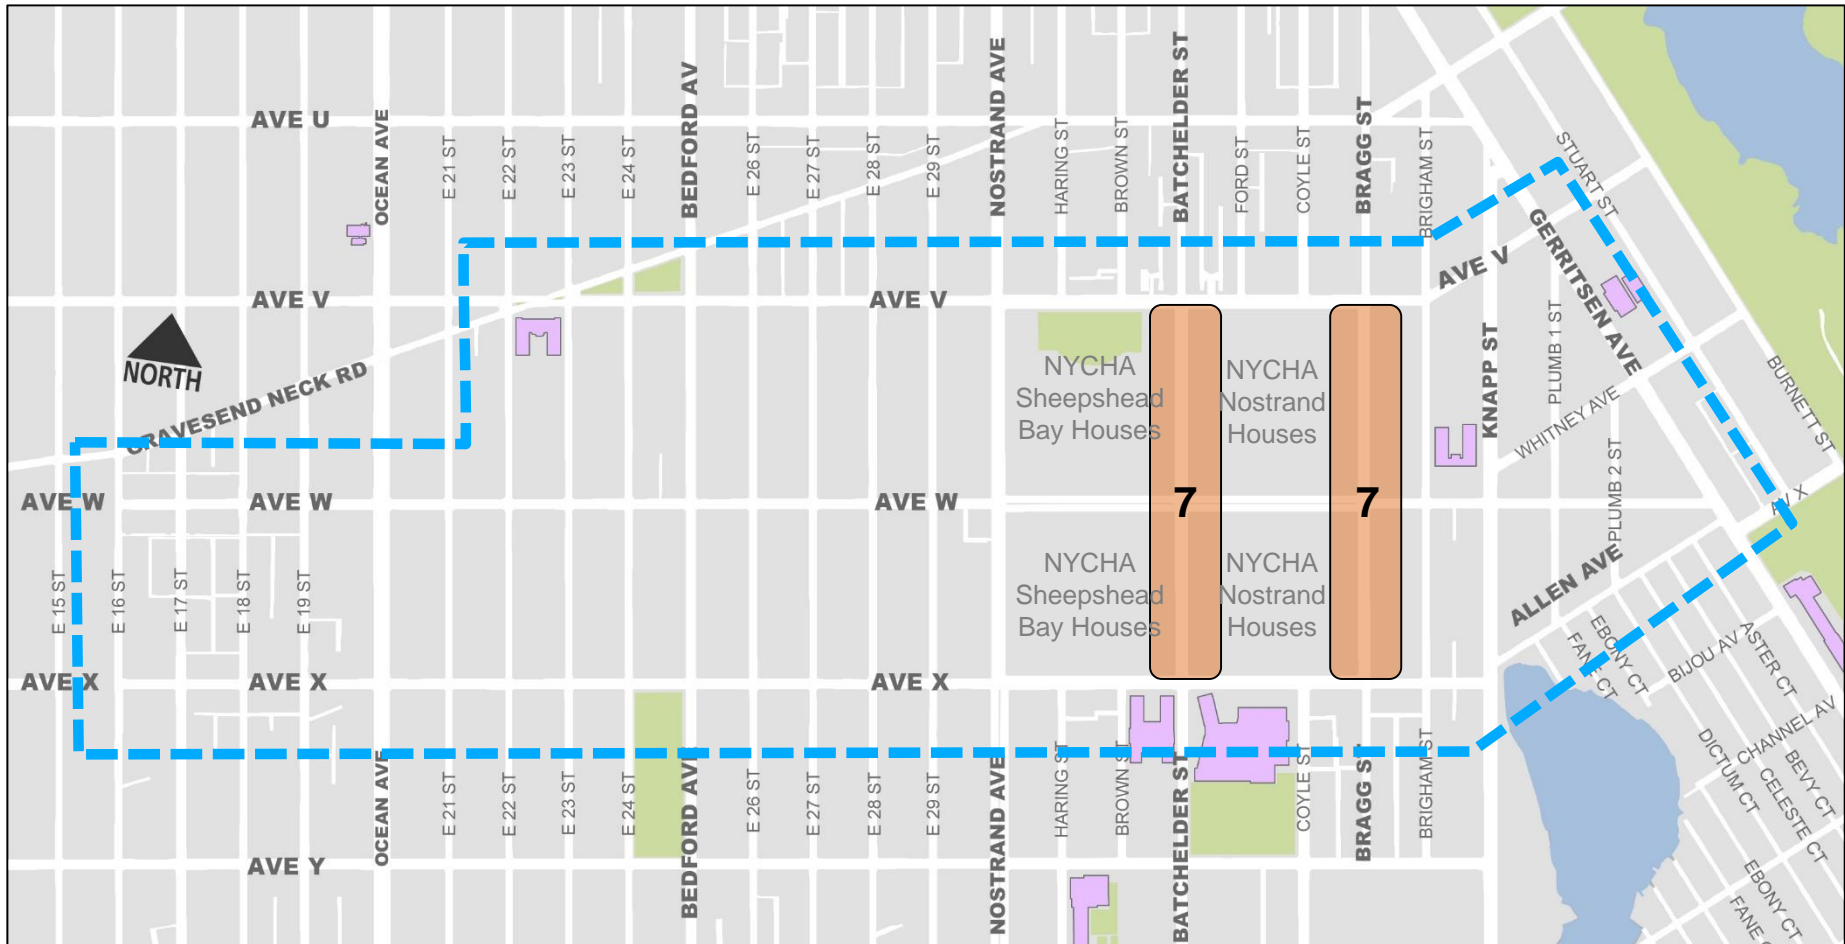 AVE U
OCEAN AVE
E 21 ST
E 22 ST
E 23 ST
E 24 ST
BEDFORD AV
E 26 ST
E 27 ST
E 28 ST
E 29 ST
NOSTRAND AVE
HARING ST
BROWN ST
BATCHELDER ST
FORD ST
COYLE ST
BRAGG ST
BRIGHAM ST
STUART ST
GERRITSEN AVE
AVE V
AVE V
AVE V
NORTH
GRAVESEND NECK RD
KNAPP ST
PLUMB 1 ST
WHITNEY AVE
BURNETT ST
NYCHA
Sheepshead
Bay Houses
NYCHA
Nostrand
Houses
AVE W
AVE W
AVE W
7
7
PLUMB 2 ST
AV X
NYCHA
Sheepshead
Bay Houses
NYCHA
Nostrand
Houses
E 15 ST
E 16 ST
E 17 ST
E 18 ST
E 19 ST
ALLEN AVE
FANE CT
EBONY CT
BIJOU AV
ASTER CT
AVE X
AVE X
AVE X
CHANNEL AV
DICTUM CT
CELESTE CT
BEVY CT
OCEAN AVE
E 21 ST
E 22 ST
E 23 ST
E 24 ST
BEDFORD AVE
E 26 ST
E 27 ST
E 28 ST
E 29 ST
NOSTRAND AVE
HARING ST
BROWN ST
BATCHELDER ST
COYLE ST
BRAGG ST
BRIGHAM ST
AVE Y
EBONY CT
FANE